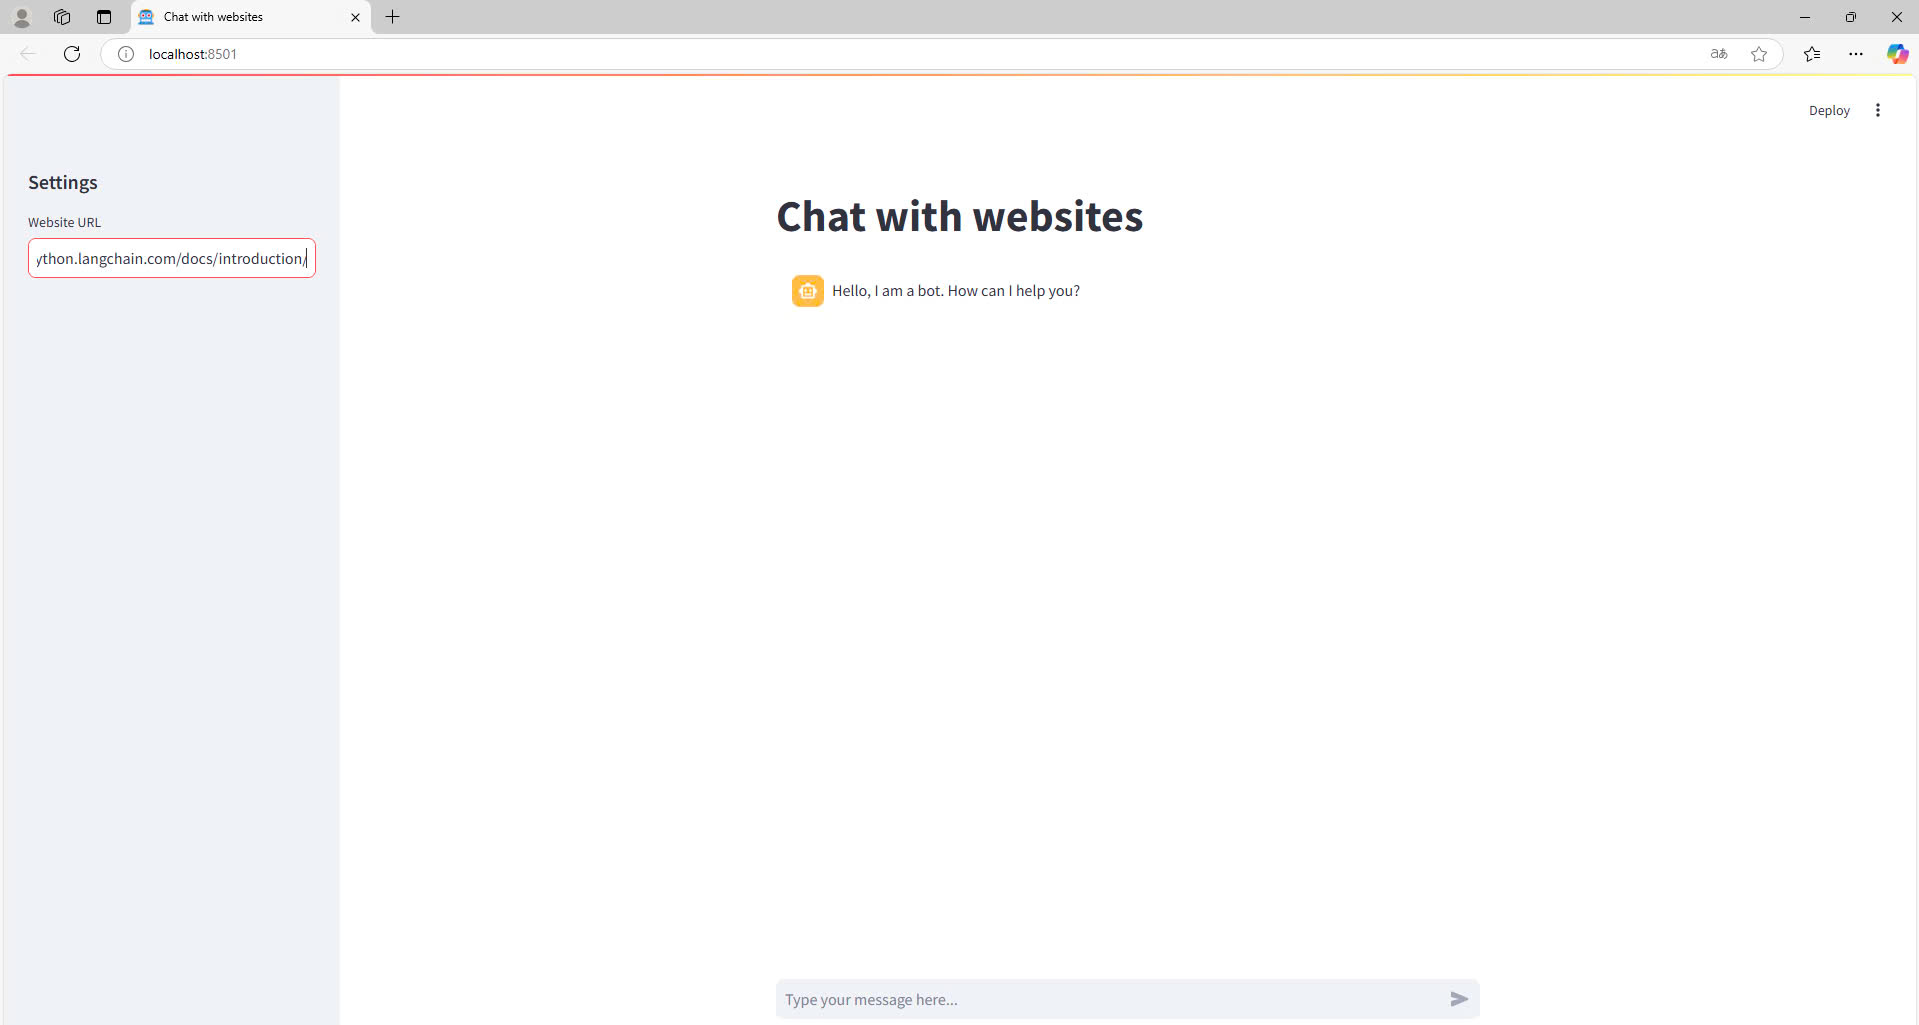 Chat with websites
localhost:8501
Deploy
Settings
Website URL
ython.langchain.com/docs/introduction/
Chat with websites
Hello, I am a bot. How can I help you?
Type your message here...